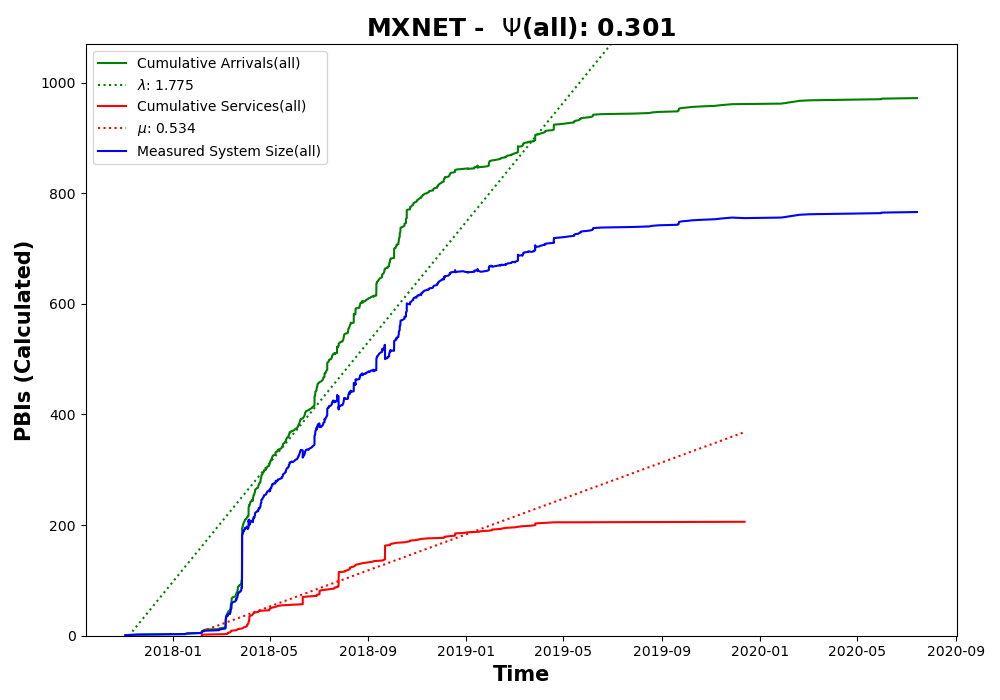 MXNET - Ψ(all): 0.301
Cumulative Arrivals(all)
λ: 1.775
Cumulative Services(all)
μ: 0.534
Measured System Size(all)
PBIs (Calculated)
1000
800
600
400
200
0
2018-01 2018-05 2018-09 2019-01 2019-05 2019-09 2020-01 2020-05 2020-09
Time